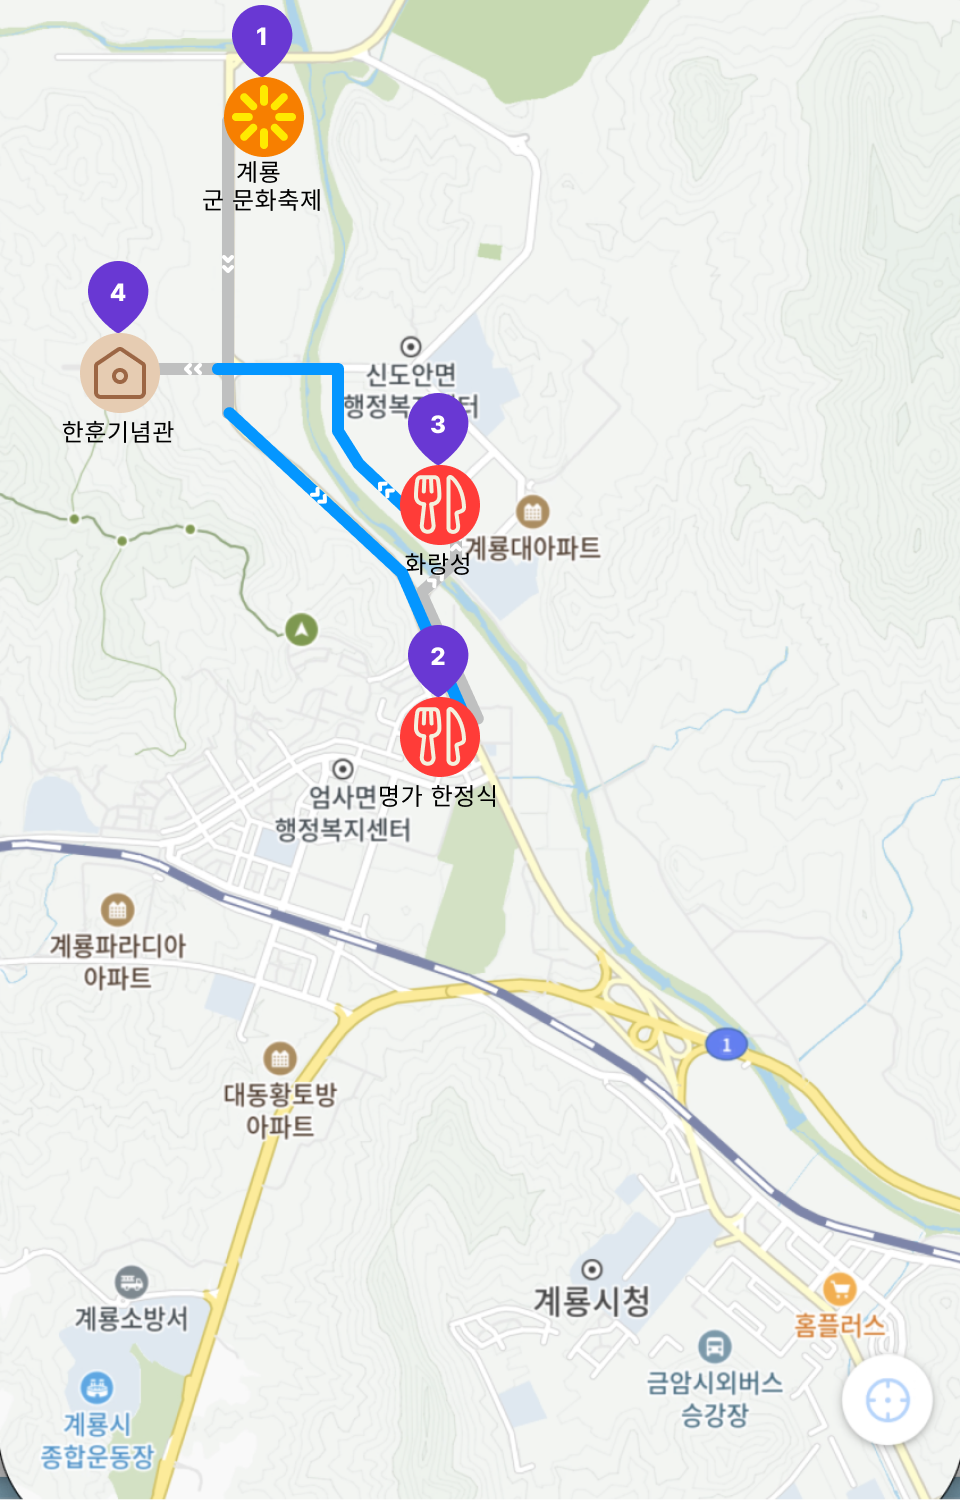 1
계룡
군 문화축제
4
한훈기념관
신도안면
행정복지센터
3
화랑성
계룡대아파트
2
명가 한정식
엄사면
행정복지센터
계룡파라디아
아파트
1
대동황토방
아파트
계룡소방서
계룡시청
홈플러스
금암시외버스
승강장
계룡시
종합운동장